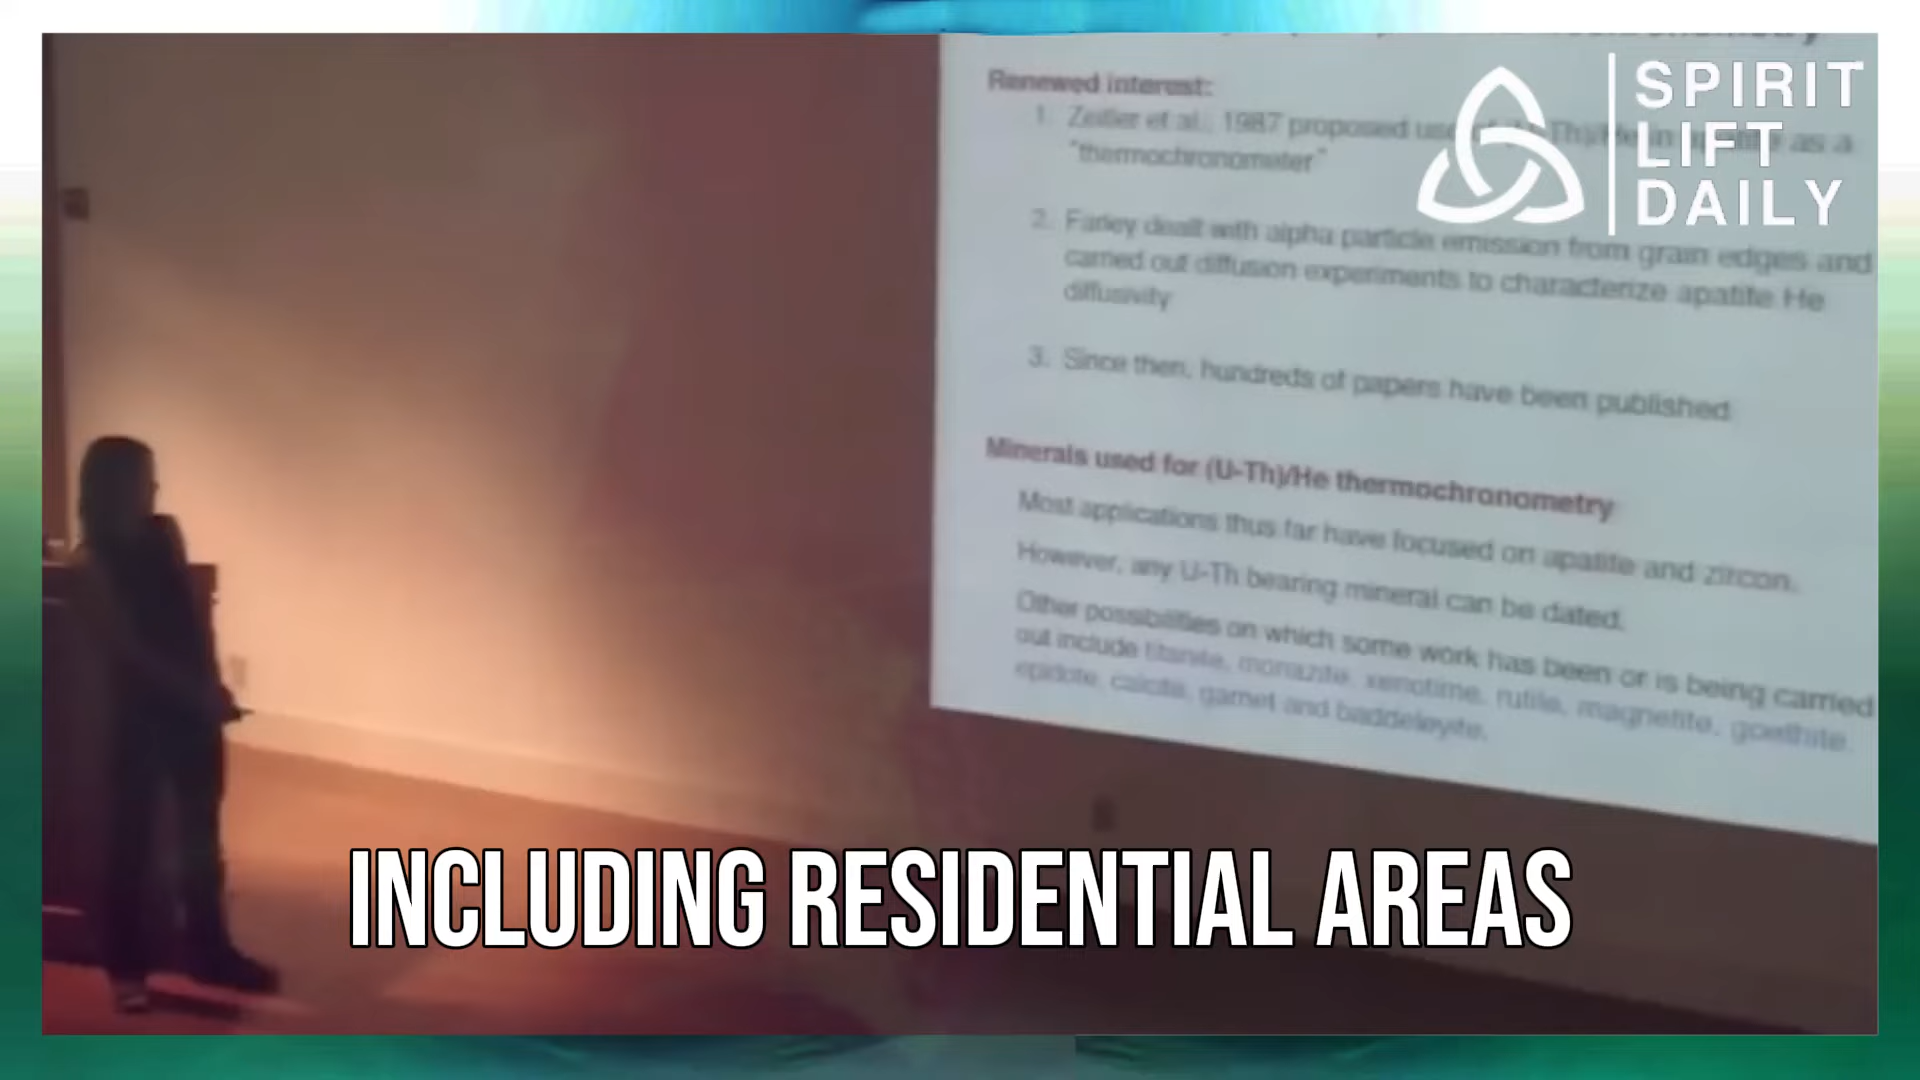 Renewed interest:
1. Zeitler et al., 1987 proposed use of (U-Th)/He in apatite as a
"thermochronometer"
2. Farley dealt with alpha particle emission from grain edges and
carried out diffusion experiments to characterize apatite He
diffusivity
3. Since then, hundreds of papers have been published
Minerals used for (U-Th)/He thermochronometry
Most applications thus far have focused on apatite and zircon.
However, any U-Th bearing mineral can be dated.
Other possibilities on which some work has been or is being carried
out include titanite, monazite, xenotime, rutile, magnetite, goethite,
epidote, calcite, garnet and baddeleyite.
SPIRIT
LIFT
DAILY
INCLUDING RESIDENTIAL AREAS